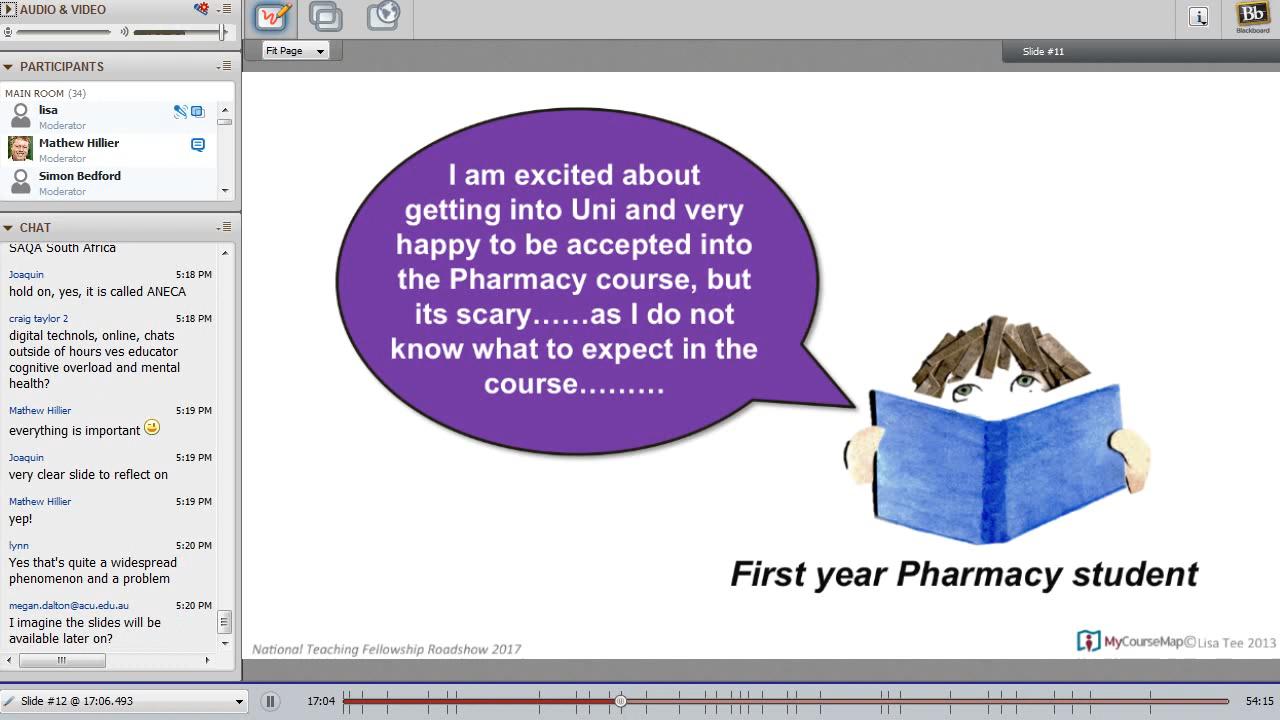 AUDIO & VIDEO
PARTICIPANTS
MAIN ROOM (34)
lisa
Moderator
Mathew Hillier
Moderator
Simon Bedford
Moderator
CHAT
SAQA South Africa
Joaquin 5:18 PM
hold on, yes, it is called ANECA
craig taylor 2 5:18 PM
digital technols, online, chats
outside of hours ves educator
cognitive overload and mental
health?
Mathew Hillier 5:19 PM
everything is important
Joaquin 5:19 PM
very clear slide to reflect on
Mathew Hillier 5:19 PM
yep!
lynn 5:20 PM
Yes that's quite a widespread
phenomenon and a problem
megan.dalton@acu.edu.au 5:20 PM
I imagine the slides will be
available later on?
Fit Page
Slide #11
Bb
Blackboard
I am excited about
getting into Uni and very
happy to be accepted into
the Pharmacy course, but
its scary……as I do not
know what to expect in the
course………
First year Pharmacy student
National Teaching Fellowship Roadshow 2017
MyCourseMap© Lisa Tee 2013
Slide #12 @ 17:06.493
17:04
54:15